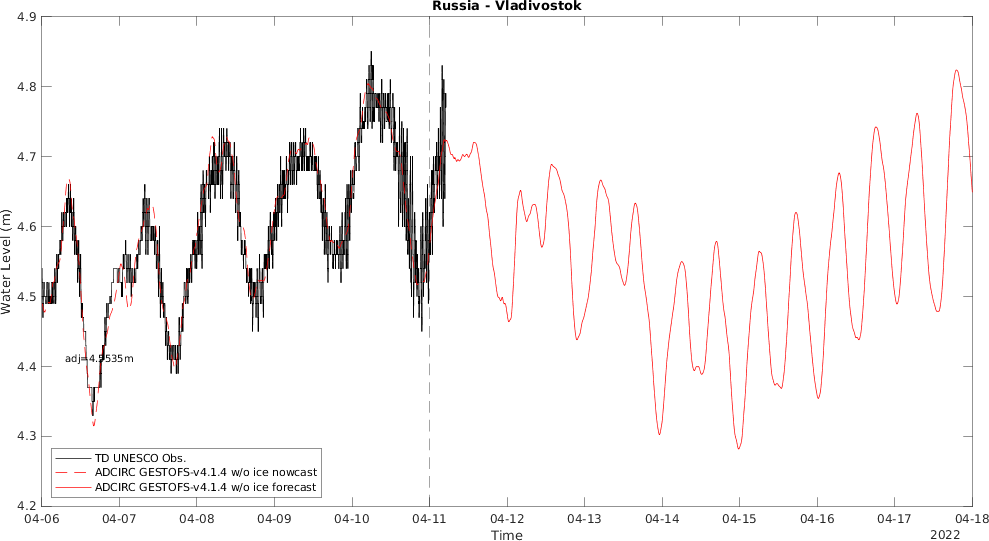 Russia - Vladivostok
4.9
4.8
4.7
4.6
4.5
4.4
4.3
4.2
Water Level (m)
adj=4.5535m
TD UNESCO Obs.
ADCIRC GESTOFS-v4.1.4 w/o ice nowcast
ADCIRC GESTOFS-v4.1.4 w/o ice forecast
04-06 04-07 04-08 04-09 04-10 04-11 04-12 04-13 04-14 04-15 04-16 04-17 04-18
Time
2022